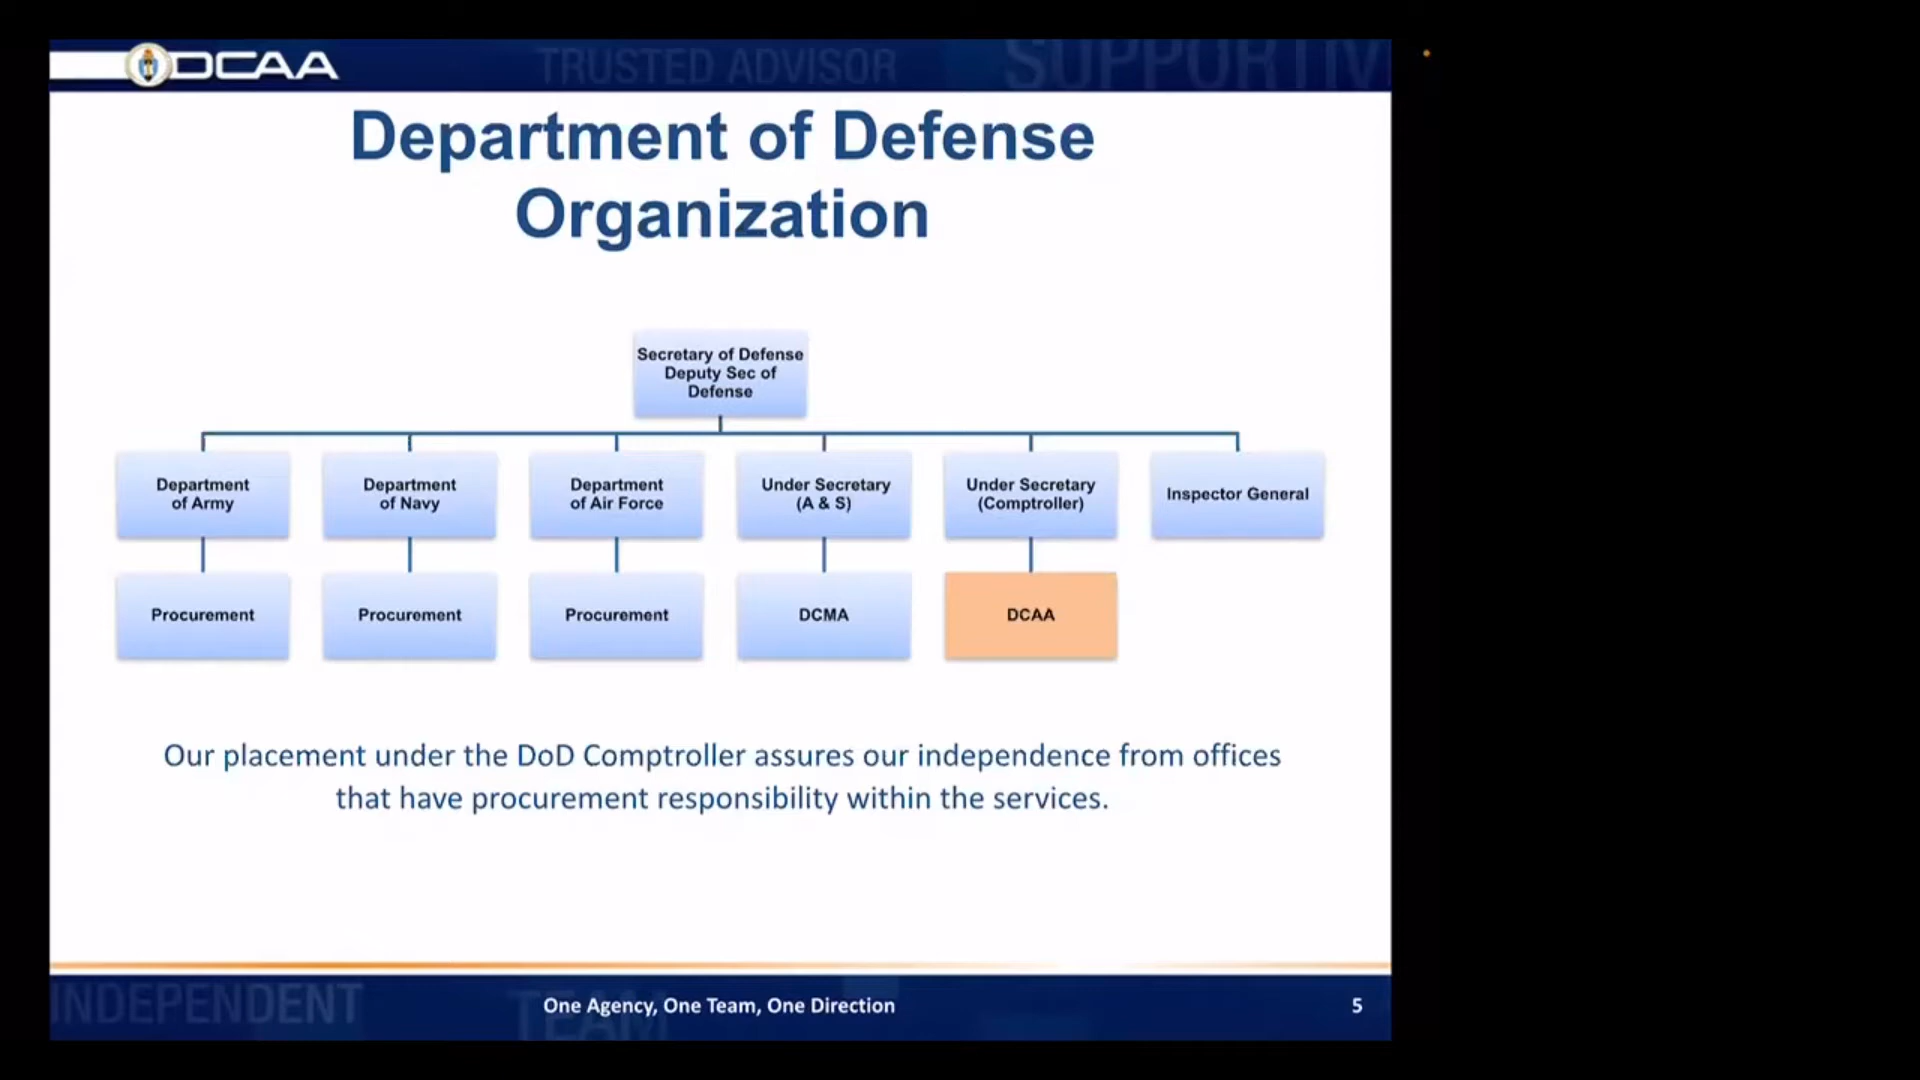 DCAA
TRUSTED ADVISOR
SUPPORTIV
Department of Defense
Organization
Secretary of Defense
Deputy Sec of
Defense
Department
of Army
Department
of Navy
Department
of Air Force
Under Secretary
(A & S)
Under Secretary
(Comptroller)
Inspector General
Procurement
Procurement
Procurement
DCMA
DCAA
Our placement under the DoD Comptroller assures our independence from offices
that have procurement responsibility within the services.
INDEPENDENT
TEAM
One Agency, One Team, One Direction
5